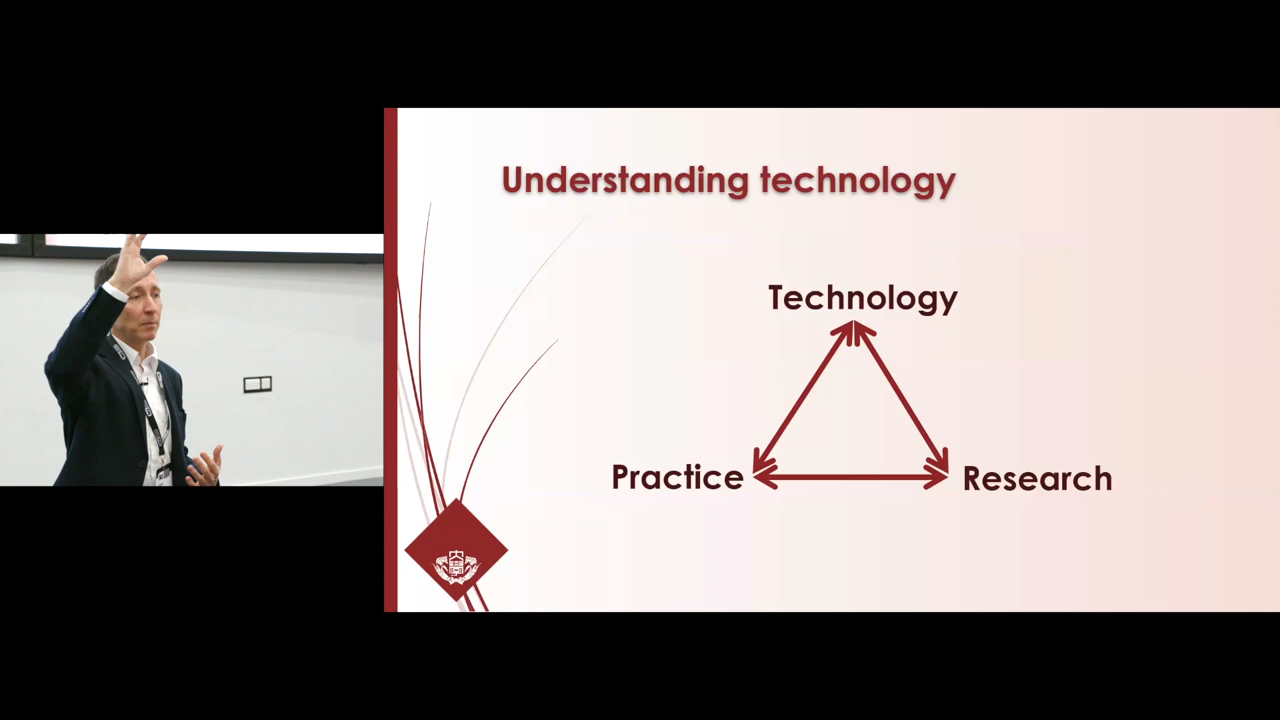 Understanding technology
Technology
Practice
Research